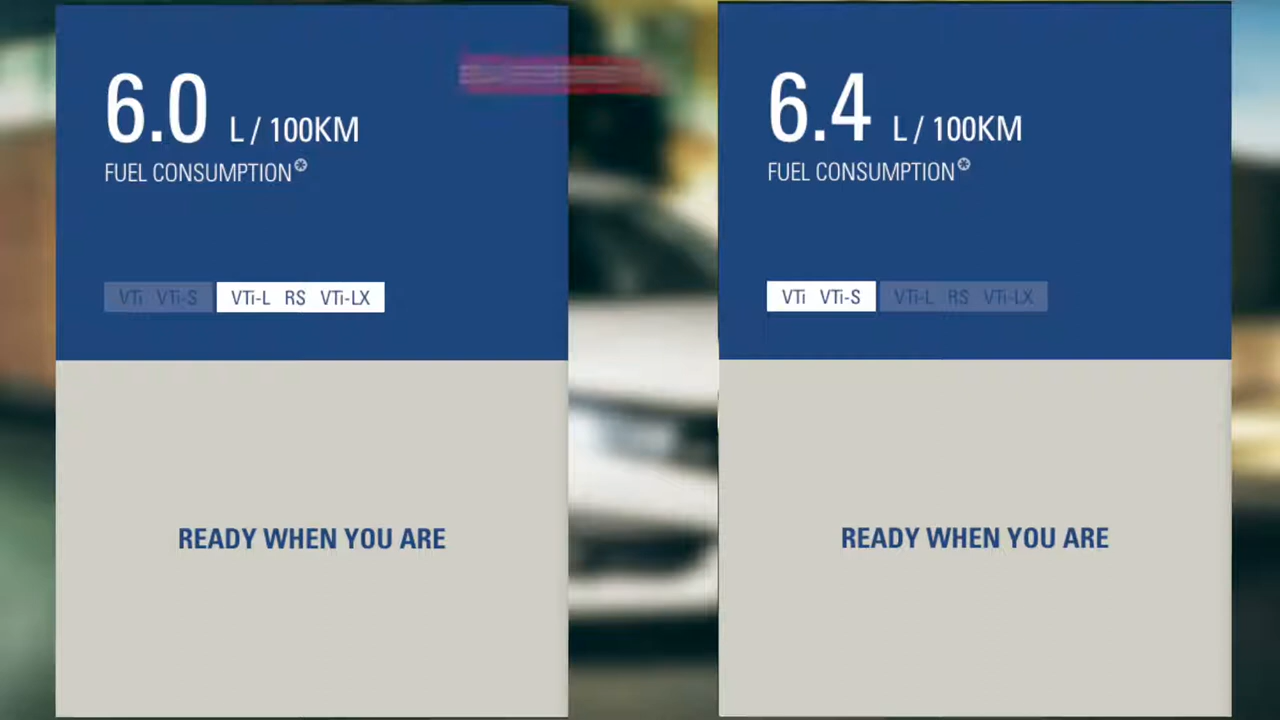 6.0 L / 100KM
FUEL CONSUMPTION⊛
VTi VTi-S VTi-L RS VTi-LX
READY WHEN YOU ARE
6.4 L / 100KM
FUEL CONSUMPTION⊛
VTi VTi-S VTi-L RS VTi-LX
READY WHEN YOU ARE